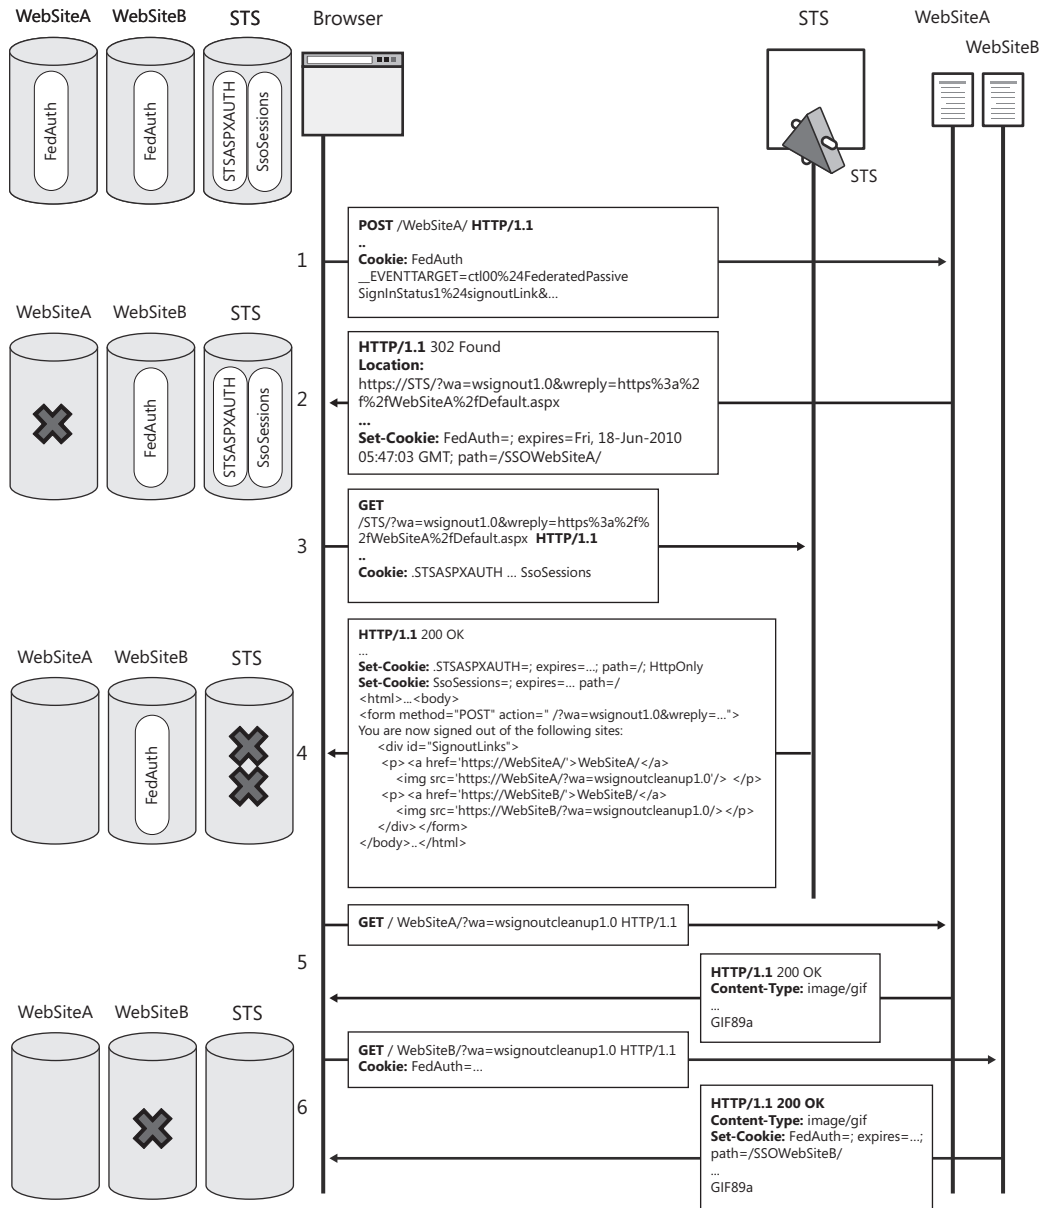 WebSiteA WebSiteB STS Browser STS WebSiteA
WebSiteB
FedAuth
FedAuth
STSASPXAUTH
SsoSessions
STS
1
POST /WebSiteA/ HTTP/1.1
..
Cookie: FedAuth
__EVENTTARGET=ctl00%24FederatedPassive
SignInStatus1%24signoutLink&...
WebSiteA WebSiteB STS
FedAuth
STSASPXAUTH
SsoSessions
2
HTTP/1.1 302 Found
Location:
https://STS/?wa=wsignout1.0&wreply=https%3a%2
f%2fWebSiteA%2fDefault.aspx
...
Set-Cookie: FedAuth=; expires=Fri, 18-Jun-2010
05:47:03 GMT; path=/SSOWebSiteA/
3
GET
/STS/?wa=wsignout1.0&wreply=https%3a%2f%
2fWebSiteA%2fDefault.aspx HTTP/1.1
..
Cookie: .STSASPXAUTH ... SsoSessions
WebSiteA WebSiteB STS
FedAuth
4
HTTP/1.1 200 OK
...
Set-Cookie: .STSASPXAUTH=; expires=...; path=/; HttpOnly
Set-Cookie: SsoSessions=; expires=... path=/
<html>...<body>
<form method="POST" action=" /?wa=wsignout1.0&wreply=...">
You are now signed out of the following sites:
<div id="SignoutLinks">
<p><a href='https://WebSiteA/'>WebSiteA/</a>
<img src='https://WebSiteA/?wa=wsignoutcleanup1.0'/> </p>
<p><a href='https://WebSiteB/'>WebSiteB/</a>
<img src='https://WebSiteB/?wa=wsignoutcleanup1.0/></p>
</div></form>
</body>..</html>
GET / WebSiteA/?wa=wsignoutcleanup1.0 HTTP/1.1
5
HTTP/1.1 200 OK
Content-Type: image/gif
...
GIF89a
WebSiteA WebSiteB STS
GET / WebSiteB/?wa=wsignoutcleanup1.0 HTTP/1.1
Cookie: FedAuth=...
6
HTTP/1.1 200 OK
Content-Type: image/gif
Set-Cookie: FedAuth=; expires=...;
path=/SSOWebSiteB/
...
GIF89a